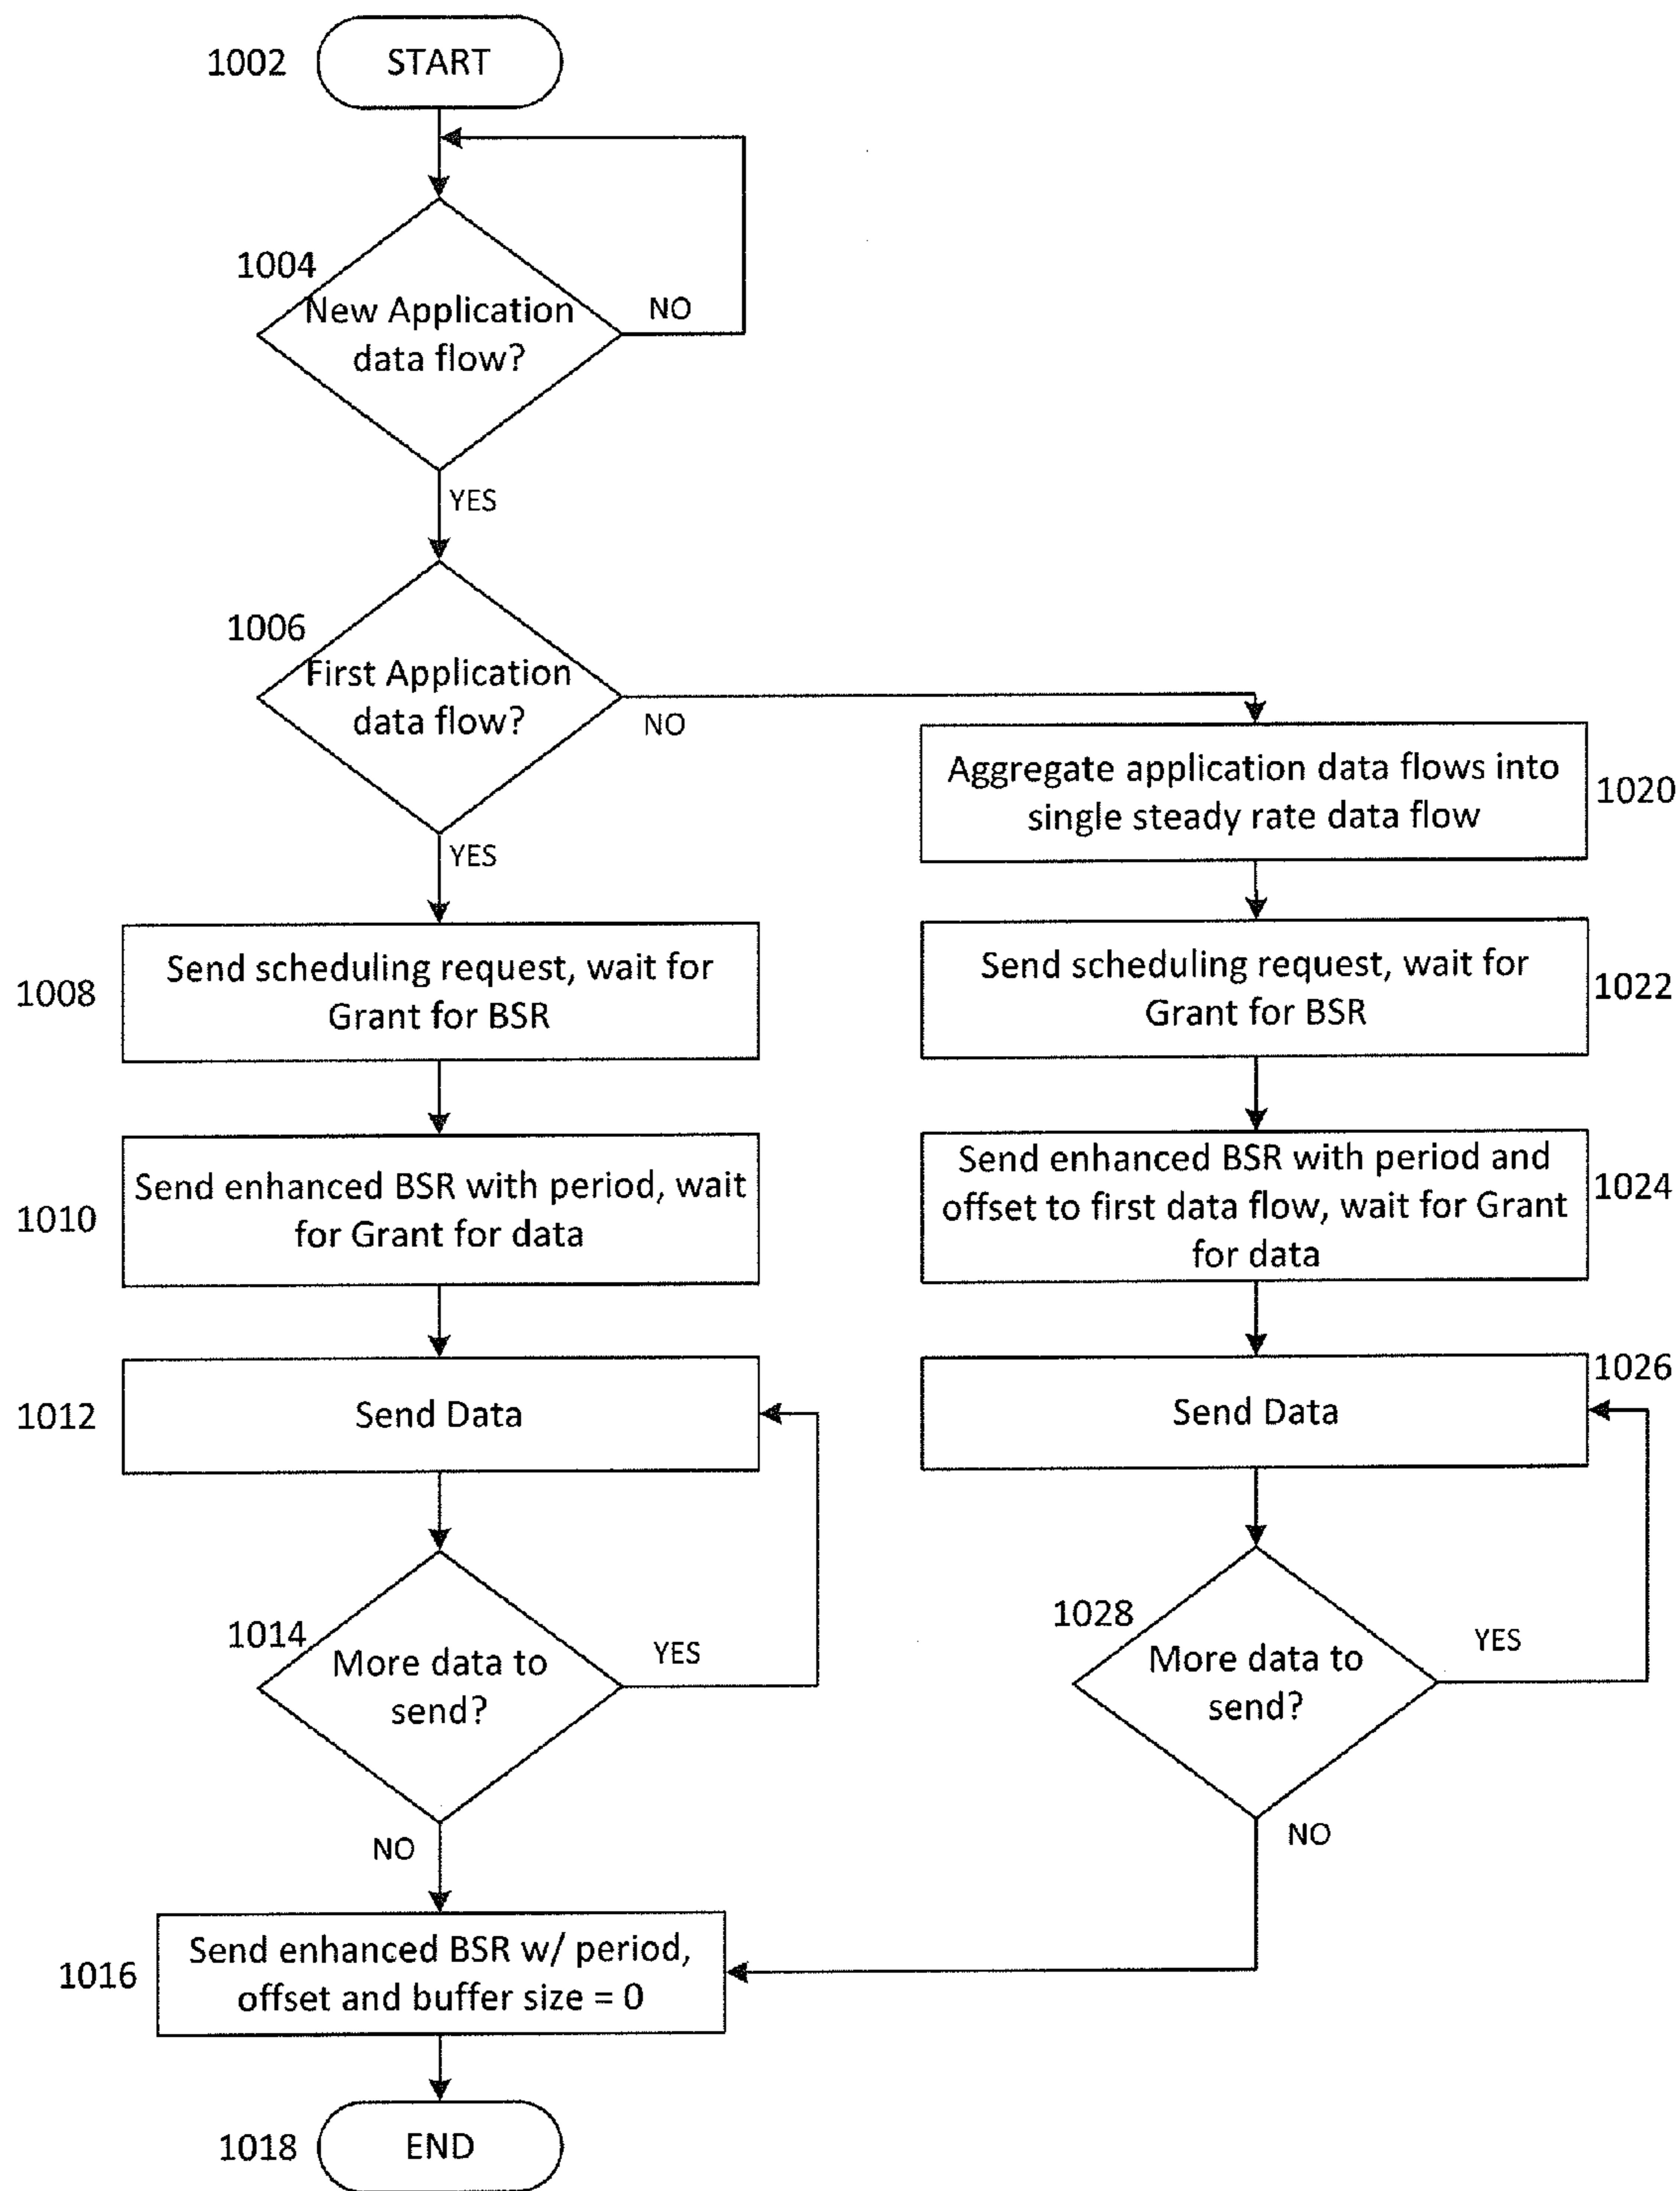 1002
START
1004
New Application
data flow?
NO
YES
1006
First Application
data flow?
NO
YES
Aggregate application data flows into
single steady rate data flow
1020
1008
Send scheduling request, wait for
Grant for BSR
Send scheduling request, wait for
Grant for BSR
1022
1010
Send enhanced BSR with period, wait
for Grant for data
Send enhanced BSR with period and
offset to first data flow, wait for Grant
for data
1024
1012
Send Data
Send Data
1026
1014
More data to
send?
YES
NO
1028
More data to
send?
YES
NO
1016
Send enhanced BSR w/ period,
offset and buffer size = 0
1018
END